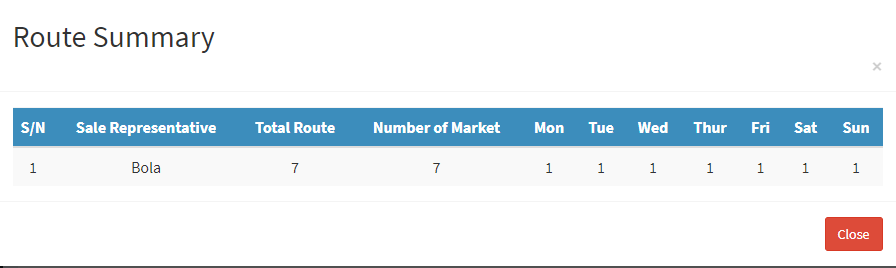 Route Summary
×
S/N Sale Representative Total Route Number of Market Mon Tue Wed Thur Fri Sat Sun
1 Bola 7 7 1 1 1 1 1 1 1
Close